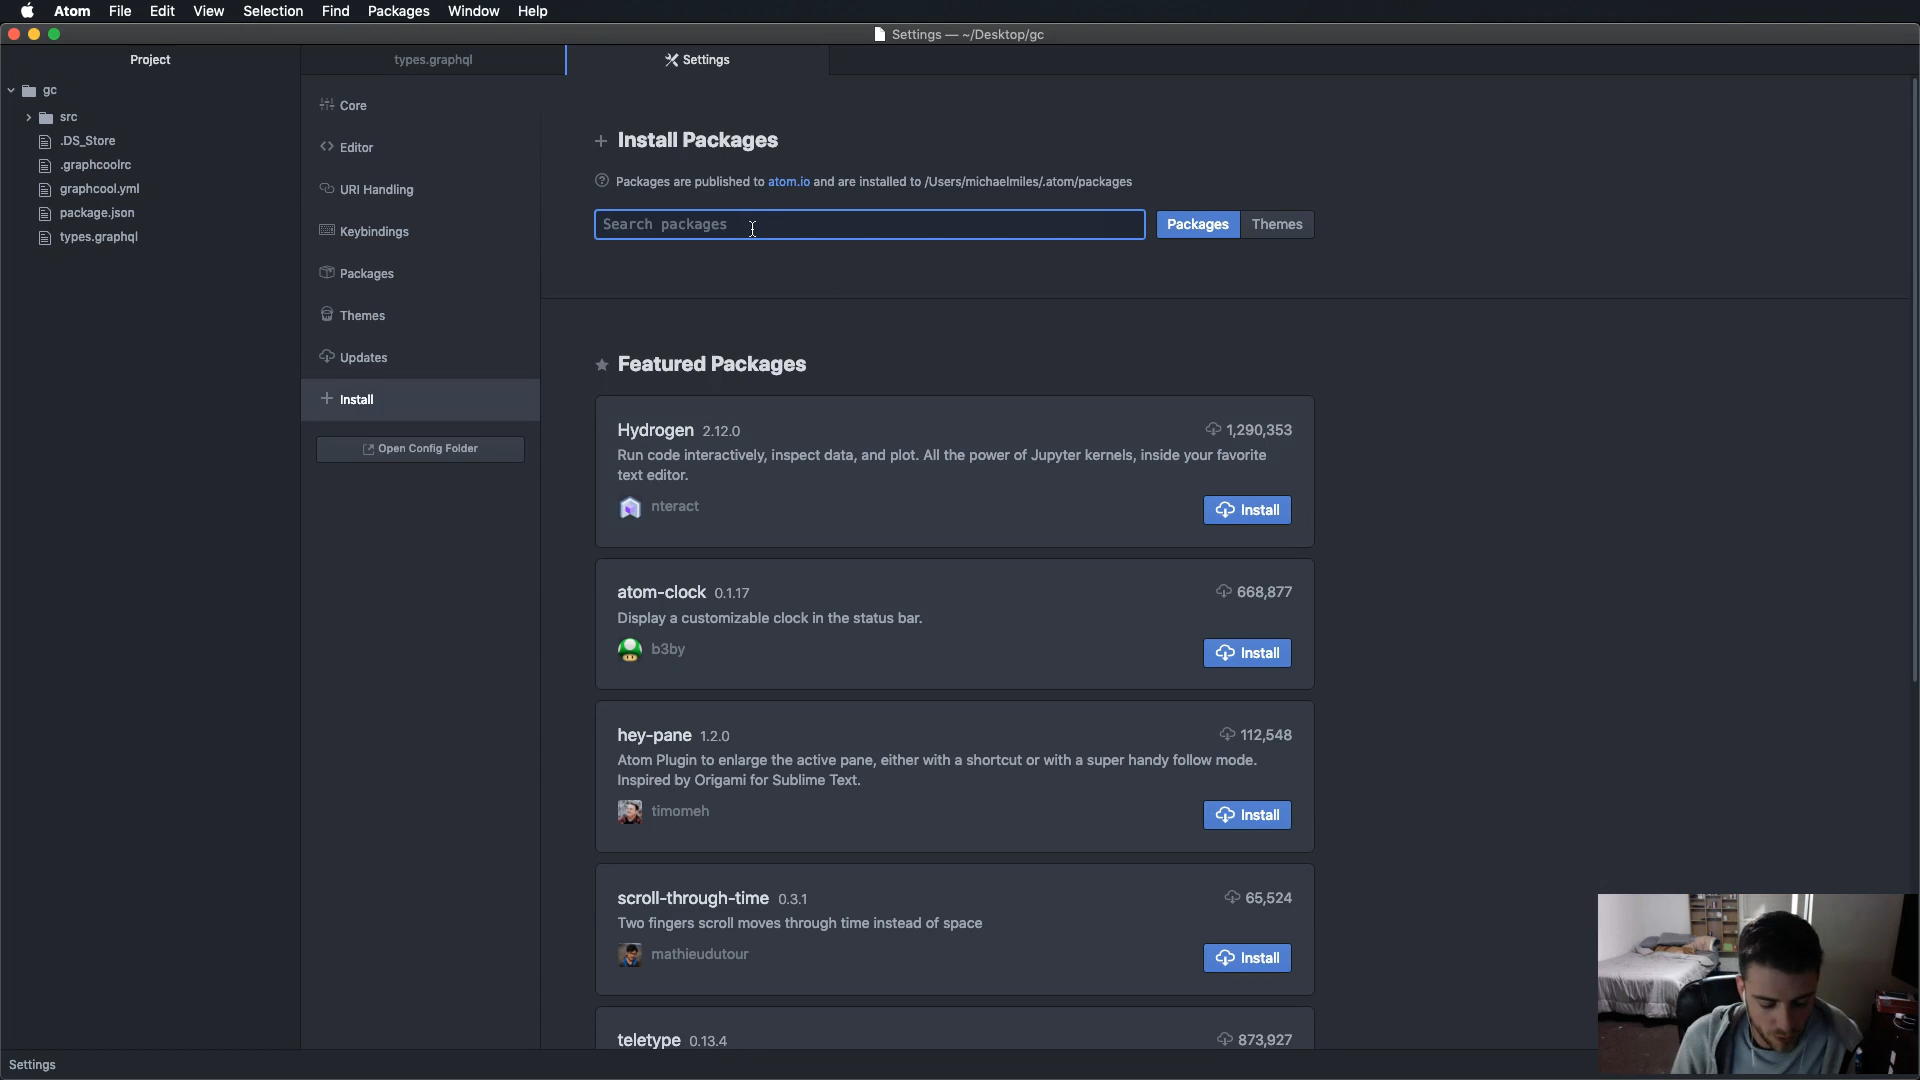 Atom File Edit View Selection Find Packages Window Help
Settings — ~/Desktop/gc
Project
types.graphql
Settings
gc
src
.DS_Store
.graphcoolrc
graphcool.yml
package.json
types.graphql
Core
Editor
URI Handling
Keybindings
Packages
Themes
Updates
Install
Open Config Folder
Install Packages
Packages are published to atom.io and are installed to /Users/michaelmiles/.atom/packages
Search packages
Packages Themes
Featured Packages
Hydrogen 2.12.0 1,290,353
Run code interactively, inspect data, and plot. All the power of Jupyter kernels, inside your favorite
text editor.
nteract
Install
atom-clock 0.1.17 668,877
Display a customizable clock in the status bar.
b3by
Install
hey-pane 1.2.0 112,548
Atom Plugin to enlarge the active pane, either with a shortcut or with a super handy follow mode.
Inspired by Origami for Sublime Text.
timomeh
Install
scroll-through-time 0.3.1 65,524
Two fingers scroll moves through time instead of space
mathieudutour
Install
teletype 0.13.4 873,927
Settings